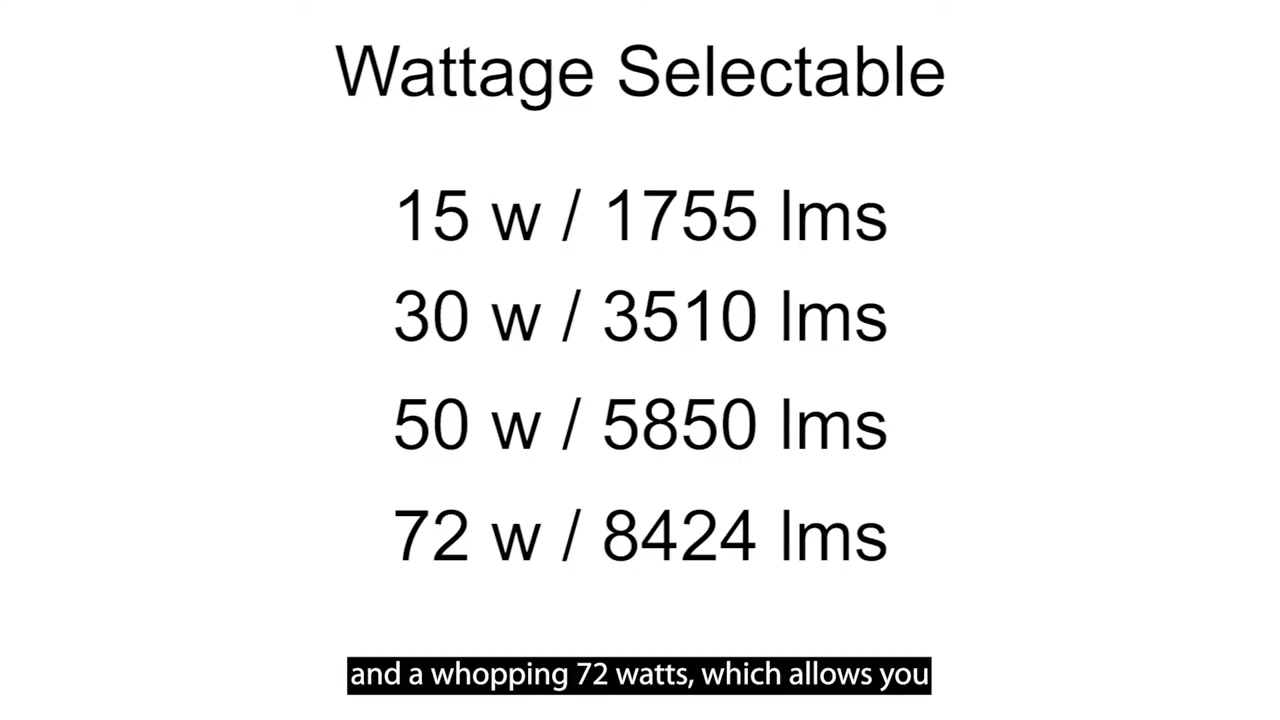 Wattage Selectable
15 w / 1755 lms
30 w / 3510 lms
50 w / 5850 lms
72 w / 8424 lms
and a whopping 72 watts, which allows you